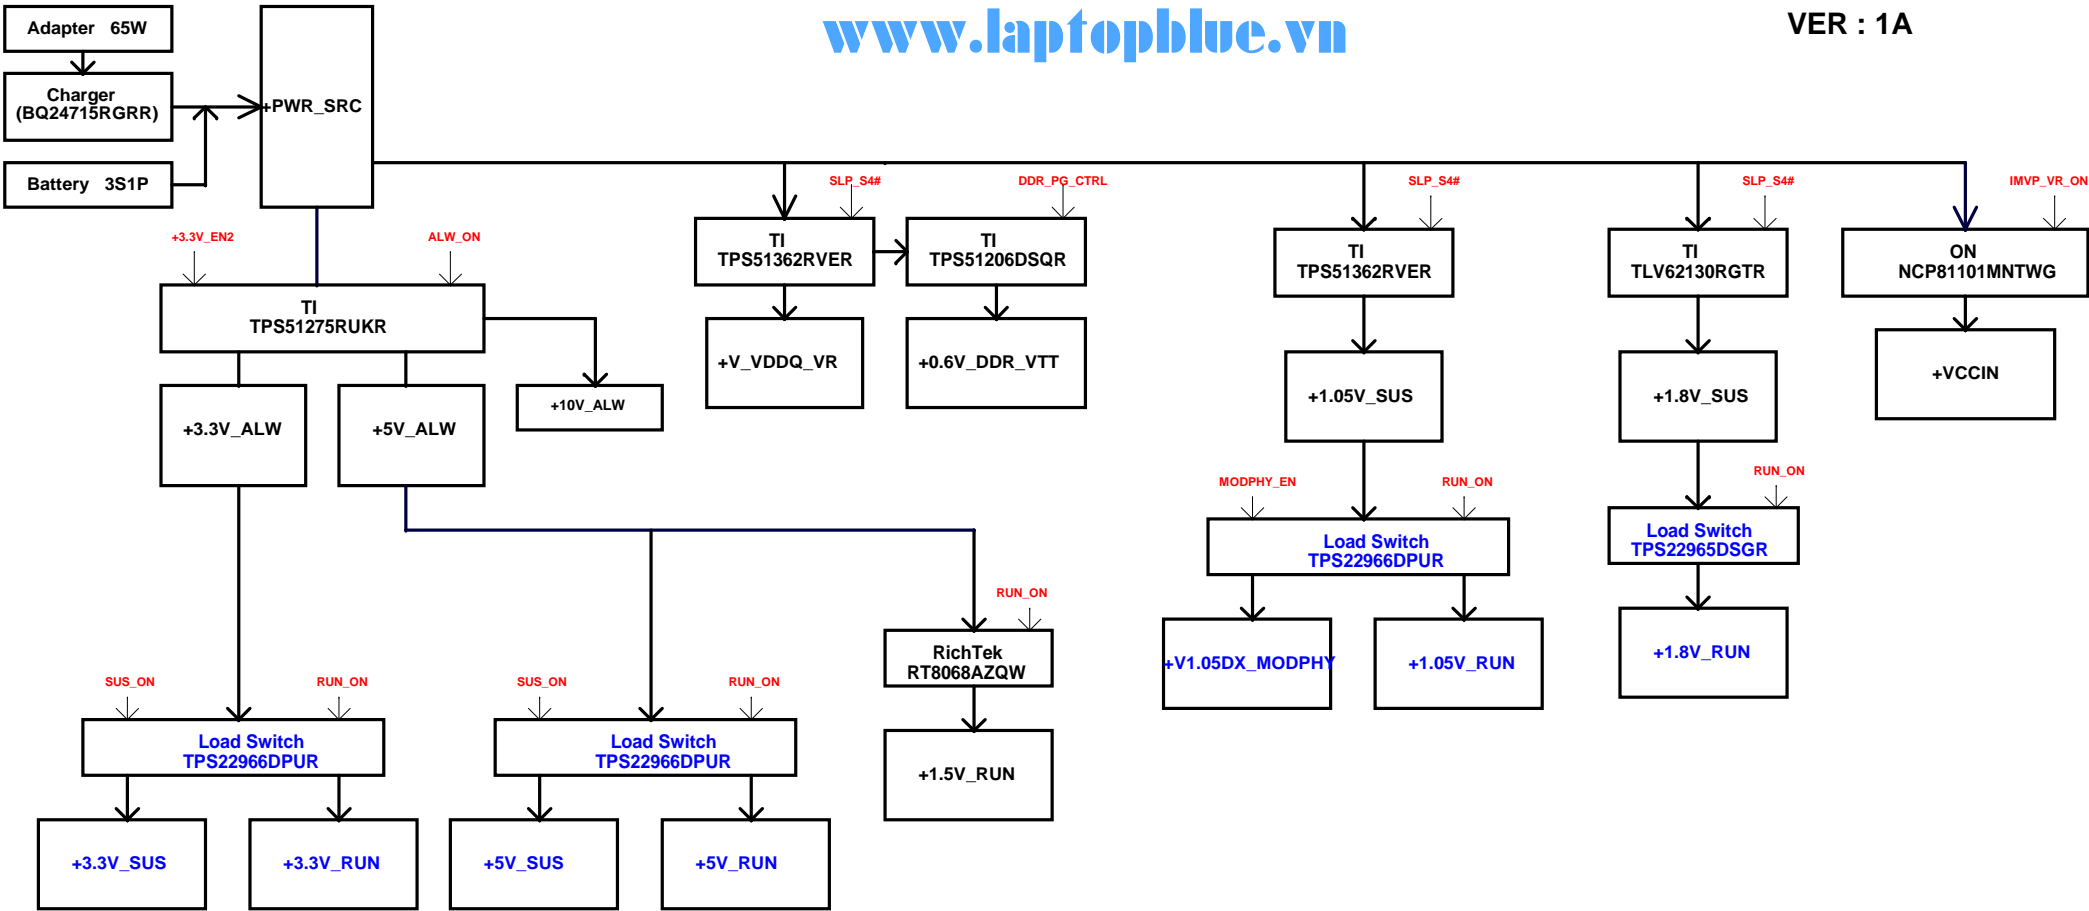 www.laptopblue.vn
VER : 1A
Adapter 65W
Charger
(BQ24715RGRR)
+PWR_SRC
Battery 3S1P
+3.3V_EN2
ALW_ON
TI
TPS51275RUKR
+3.3V_ALW
+5V_ALW
+10V_ALW
SLP_S4#
DDR_PG_CTRL
TI
TPS51362RVER
TI
TPS51206DSQR
+V_VDDQ_VR
+0.6V_DDR_VTT
SLP_S4#
TI
TPS51362RVER
+1.05V_SUS
SLP_S4#
TI
TLV62130RGTR
+1.8V_SUS
IMVP_VR_ON
ON
NCP81101MNTWG
+VCCIN
MODPHY_EN
RUN_ON
Load Switch
TPS22966DPUR
+V1.05DX_MODPHY
+1.05V_RUN
RUN_ON
Load Switch
TPS22965DSGR
+1.8V_RUN
RUN_ON
RichTek
RT8068AZQW
+1.5V_RUN
SUS_ON
RUN_ON
Load Switch
TPS22966DPUR
+3.3V_SUS
+3.3V_RUN
SUS_ON
RUN_ON
Load Switch
TPS22966DPUR
+5V_SUS
+5V_RUN